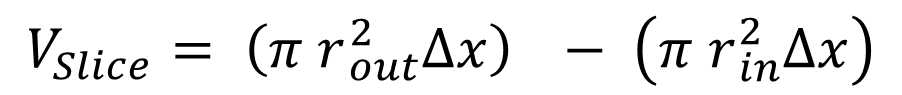 V_{Slice} = (π r_{out}^{2} Δx) − (π r_{in}^{2} Δx)